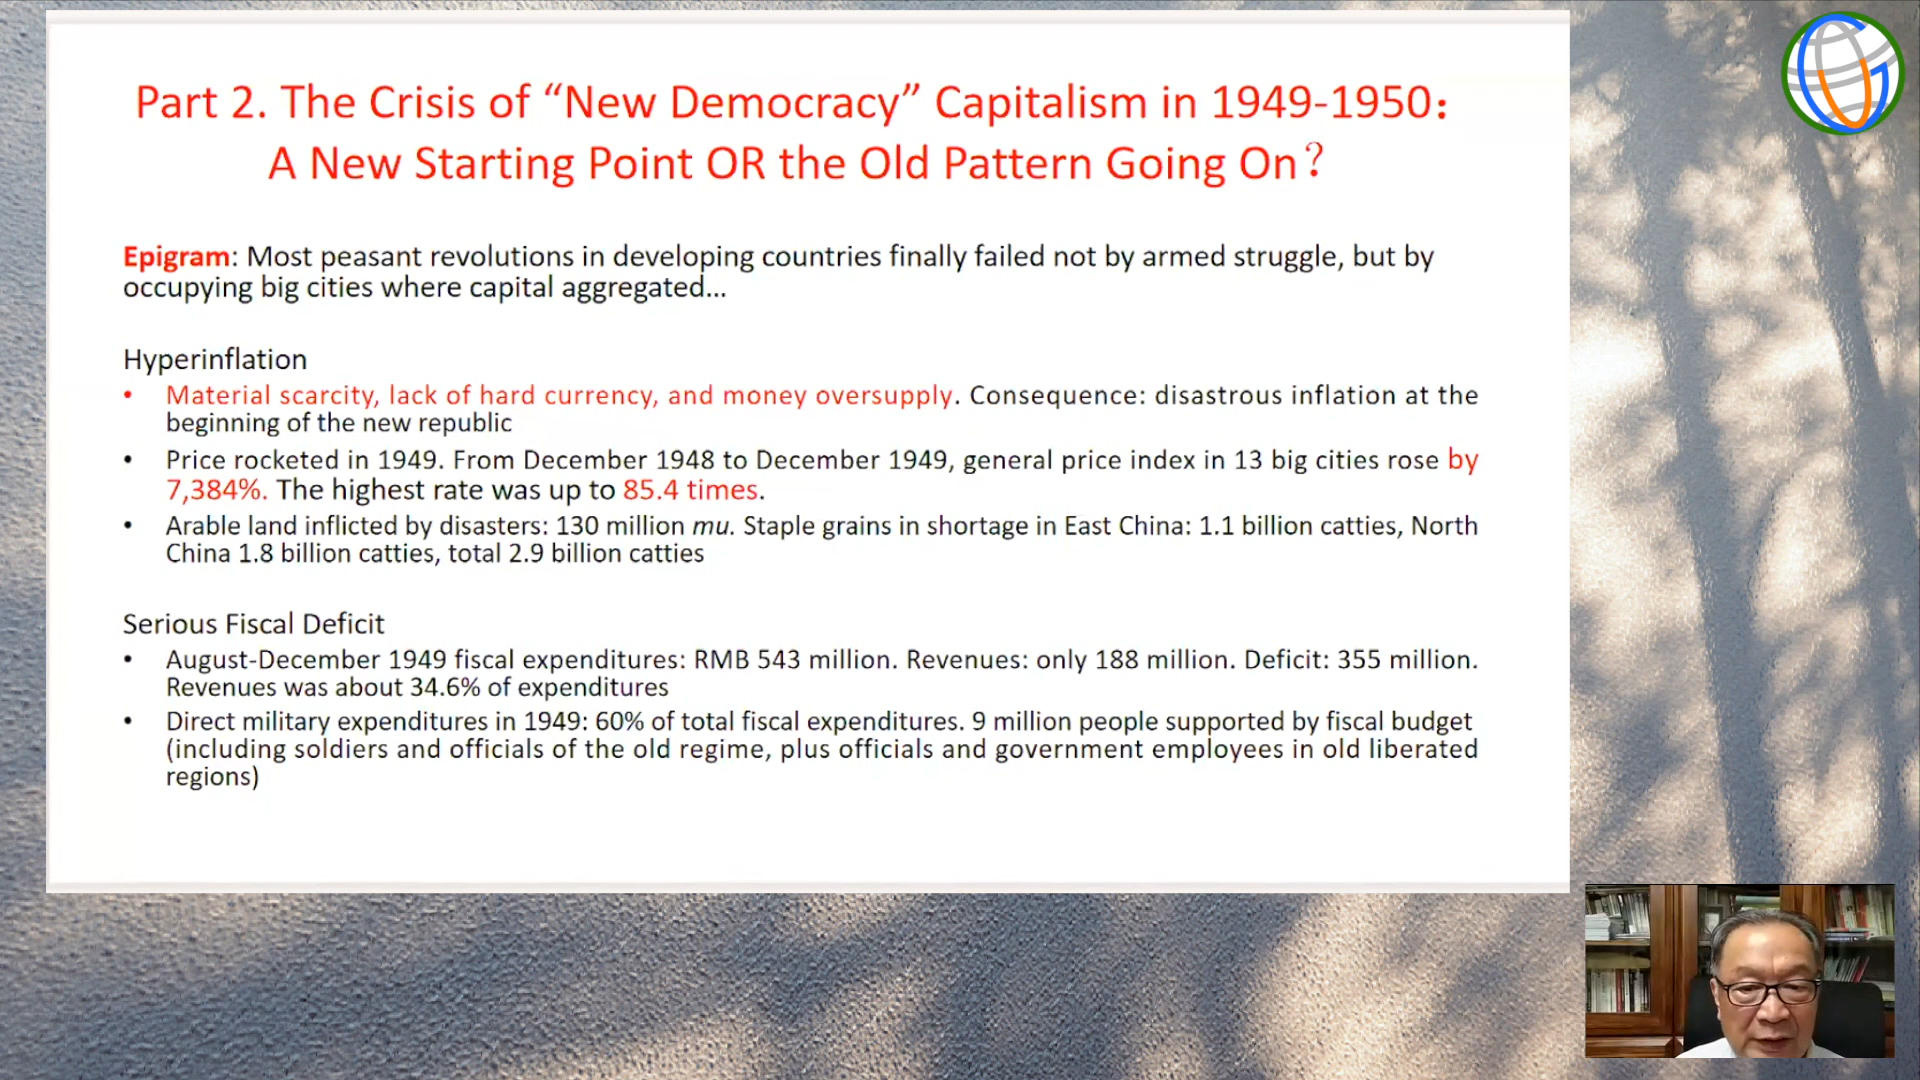 Part 2. The Crisis of “New Democracy” Capitalism in 1949-1950：
A New Starting Point OR the Old Pattern Going On？
Epigram: Most peasant revolutions in developing countries finally failed not by armed struggle, but by
occupying big cities where capital aggregated...
Hyperinflation
• Material scarcity, lack of hard currency, and money oversupply. Consequence: disastrous inflation at the
beginning of the new republic
• Price rocketed in 1949. From December 1948 to December 1949, general price index in 13 big cities rose by
7,384%. The highest rate was up to 85.4 times.
• Arable land inflicted by disasters: 130 million mu. Staple grains in shortage in East China: 1.1 billion catties, North
China 1.8 billion catties, total 2.9 billion catties
Serious Fiscal Deficit
• August-December 1949 fiscal expenditures: RMB 543 million. Revenues: only 188 million. Deficit: 355 million.
Revenues was about 34.6% of expenditures
• Direct military expenditures in 1949: 60% of total fiscal expenditures. 9 million people supported by fiscal budget
(including soldiers and officials of the old regime, plus officials and government employees in old liberated
regions)